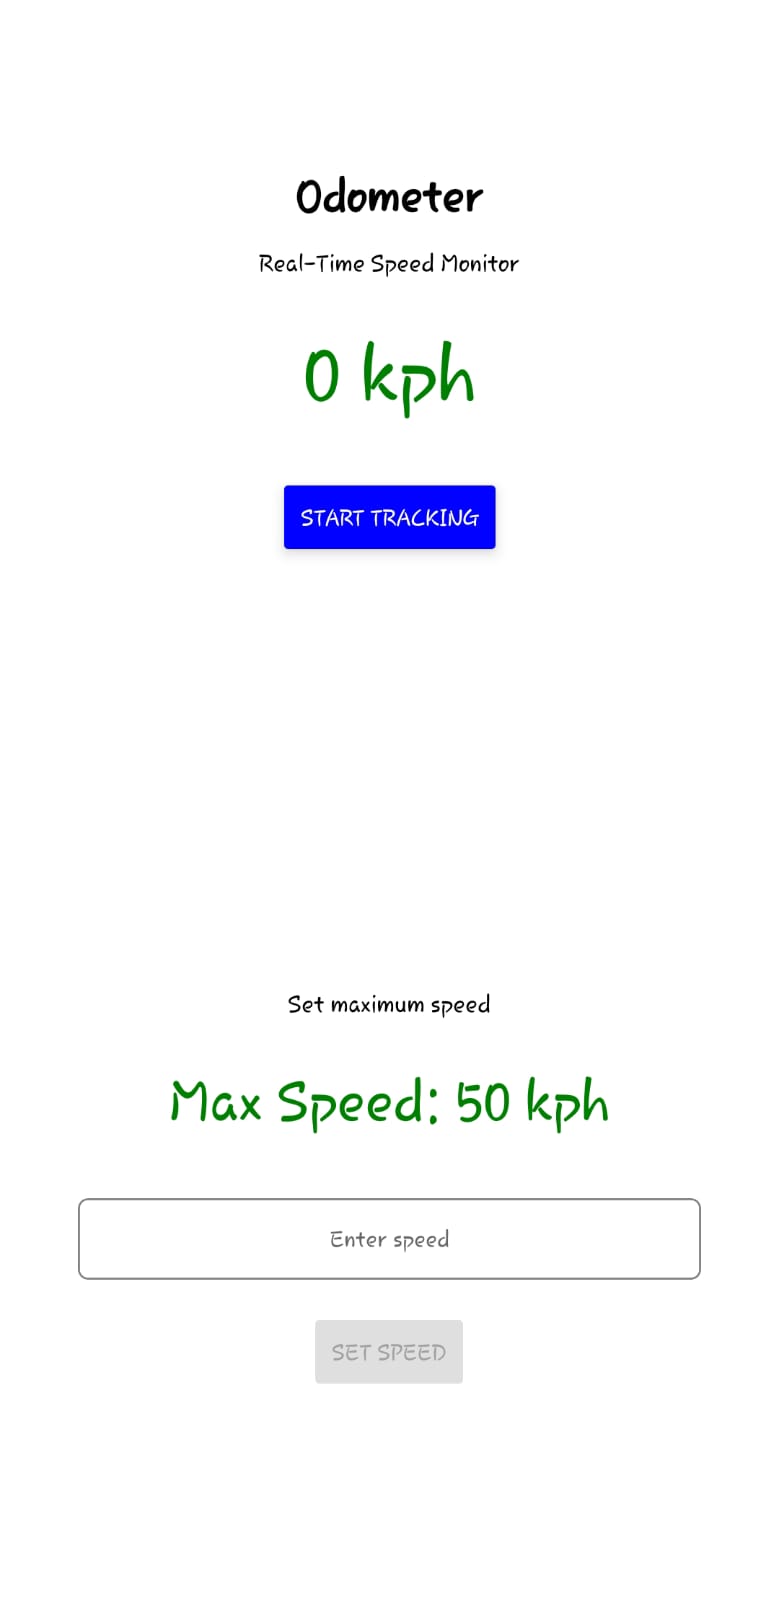 Odometer
Real-Time Speed Monitor
0 kph
START TRACKING
Set maximum speed
Max Speed: 50 kph
Enter speed
SET SPEED